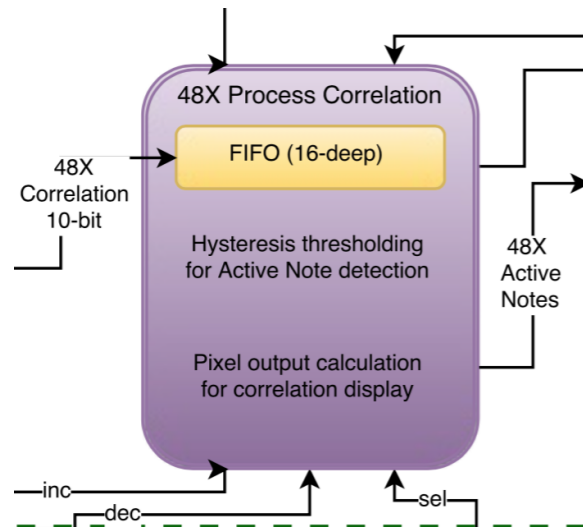 48X Process Correlation
FIFO (16-deep)
48X
Correlation
10-bit
Hysteresis thresholding
for Active Note detection
48X
Active
Notes
Pixel output calculation
for correlation display
inc
dec
sel